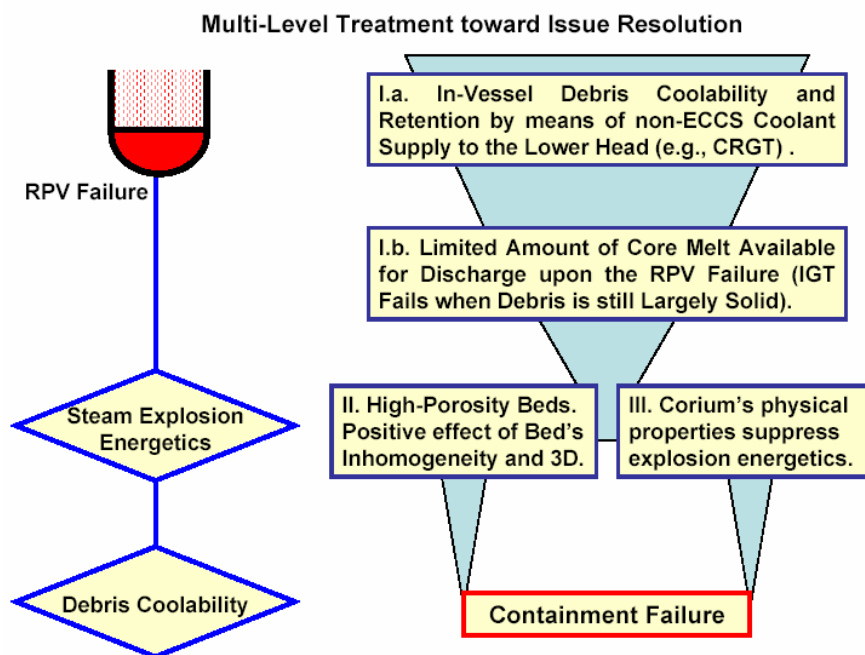 Multi-Level Treatment toward Issue Resolution
RPV Failure
Steam Explosion
Energetics
Debris Coolability
I.a. In-Vessel Debris Coolability and
Retention by means of non-ECCS Coolant
Supply to the Lower Head (e.g., CRGT) .
I.b. Limited Amount of Core Melt Available
for Discharge upon the RPV Failure (IGT
Fails when Debris is still Largely Solid).
II. High-Porosity Beds.
Positive effect of Bed's
Inhomogeneity and 3D.
III. Corium's physical
properties suppress
explosion energetics.
Containment Failure